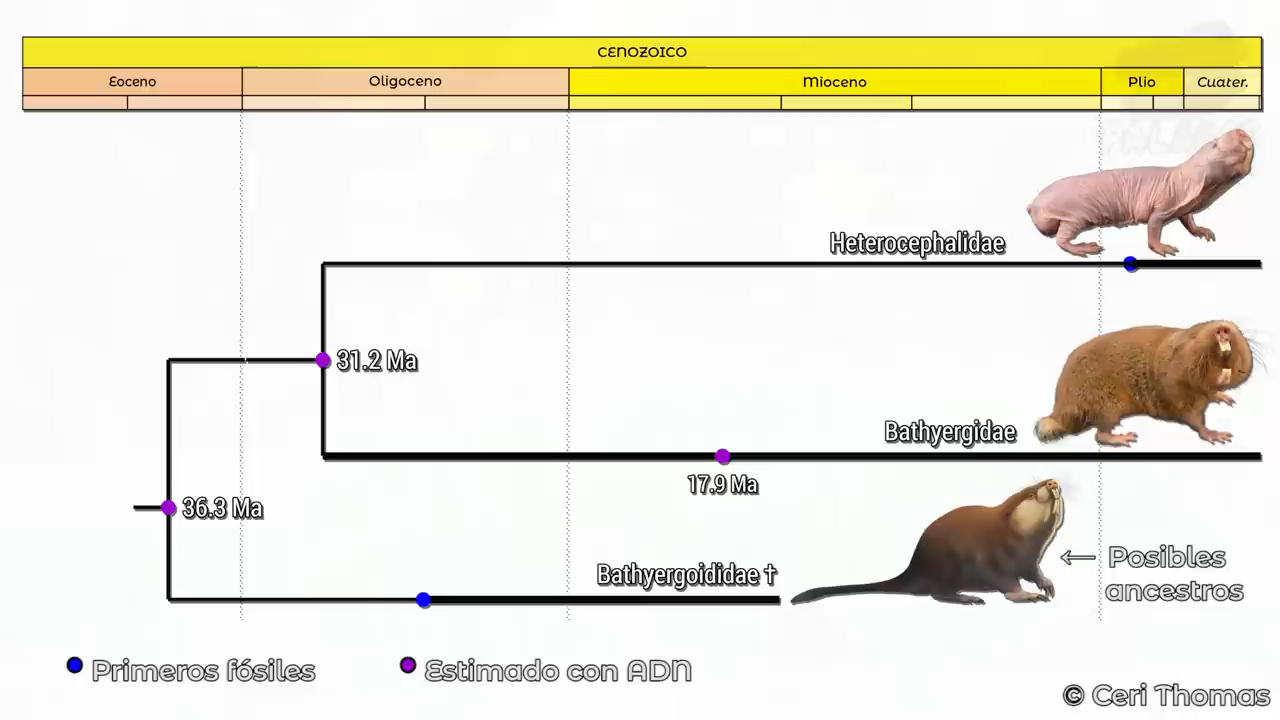 CENOZOICO
Eoceno
Oligoceno
Mioceno
Plio
Cuater.
Heterocephalidae
31.2 Ma
Bathyergidae
17.9 Ma
36.3 Ma
Bathyergoididae †
← Posibles
ancestros
Primeros fósiles
Estimado con ADN
© Ceri Thomas